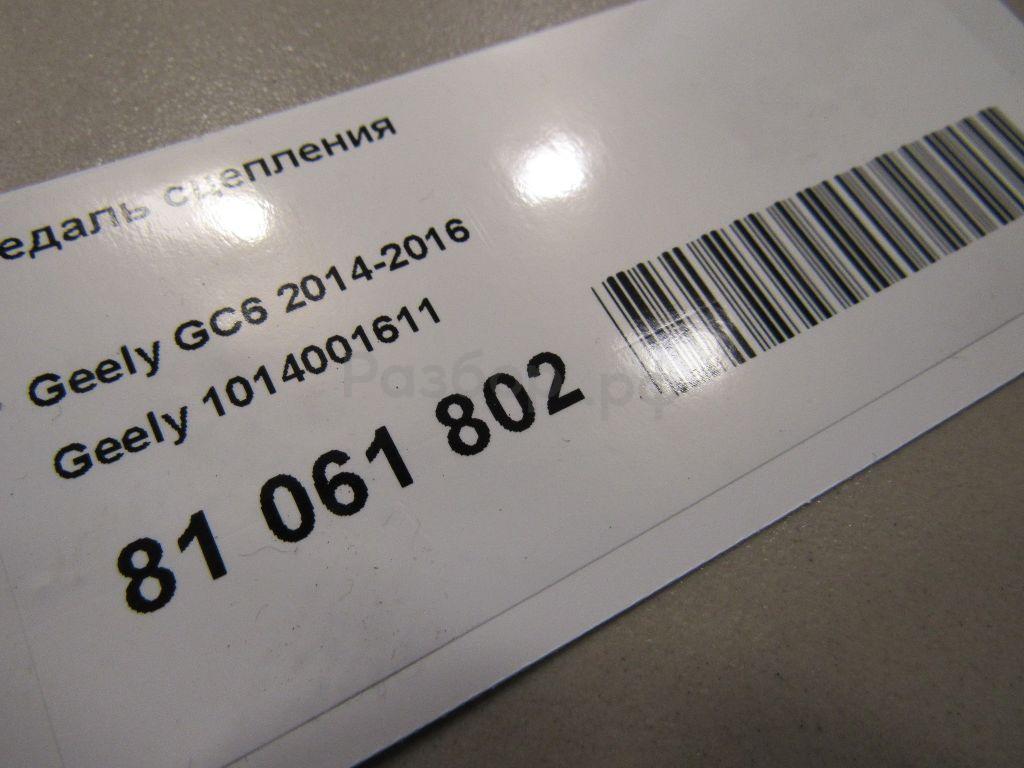 едаль сцепления
Geely GC6 2014-2016
Geely 1014001611
81 061 802